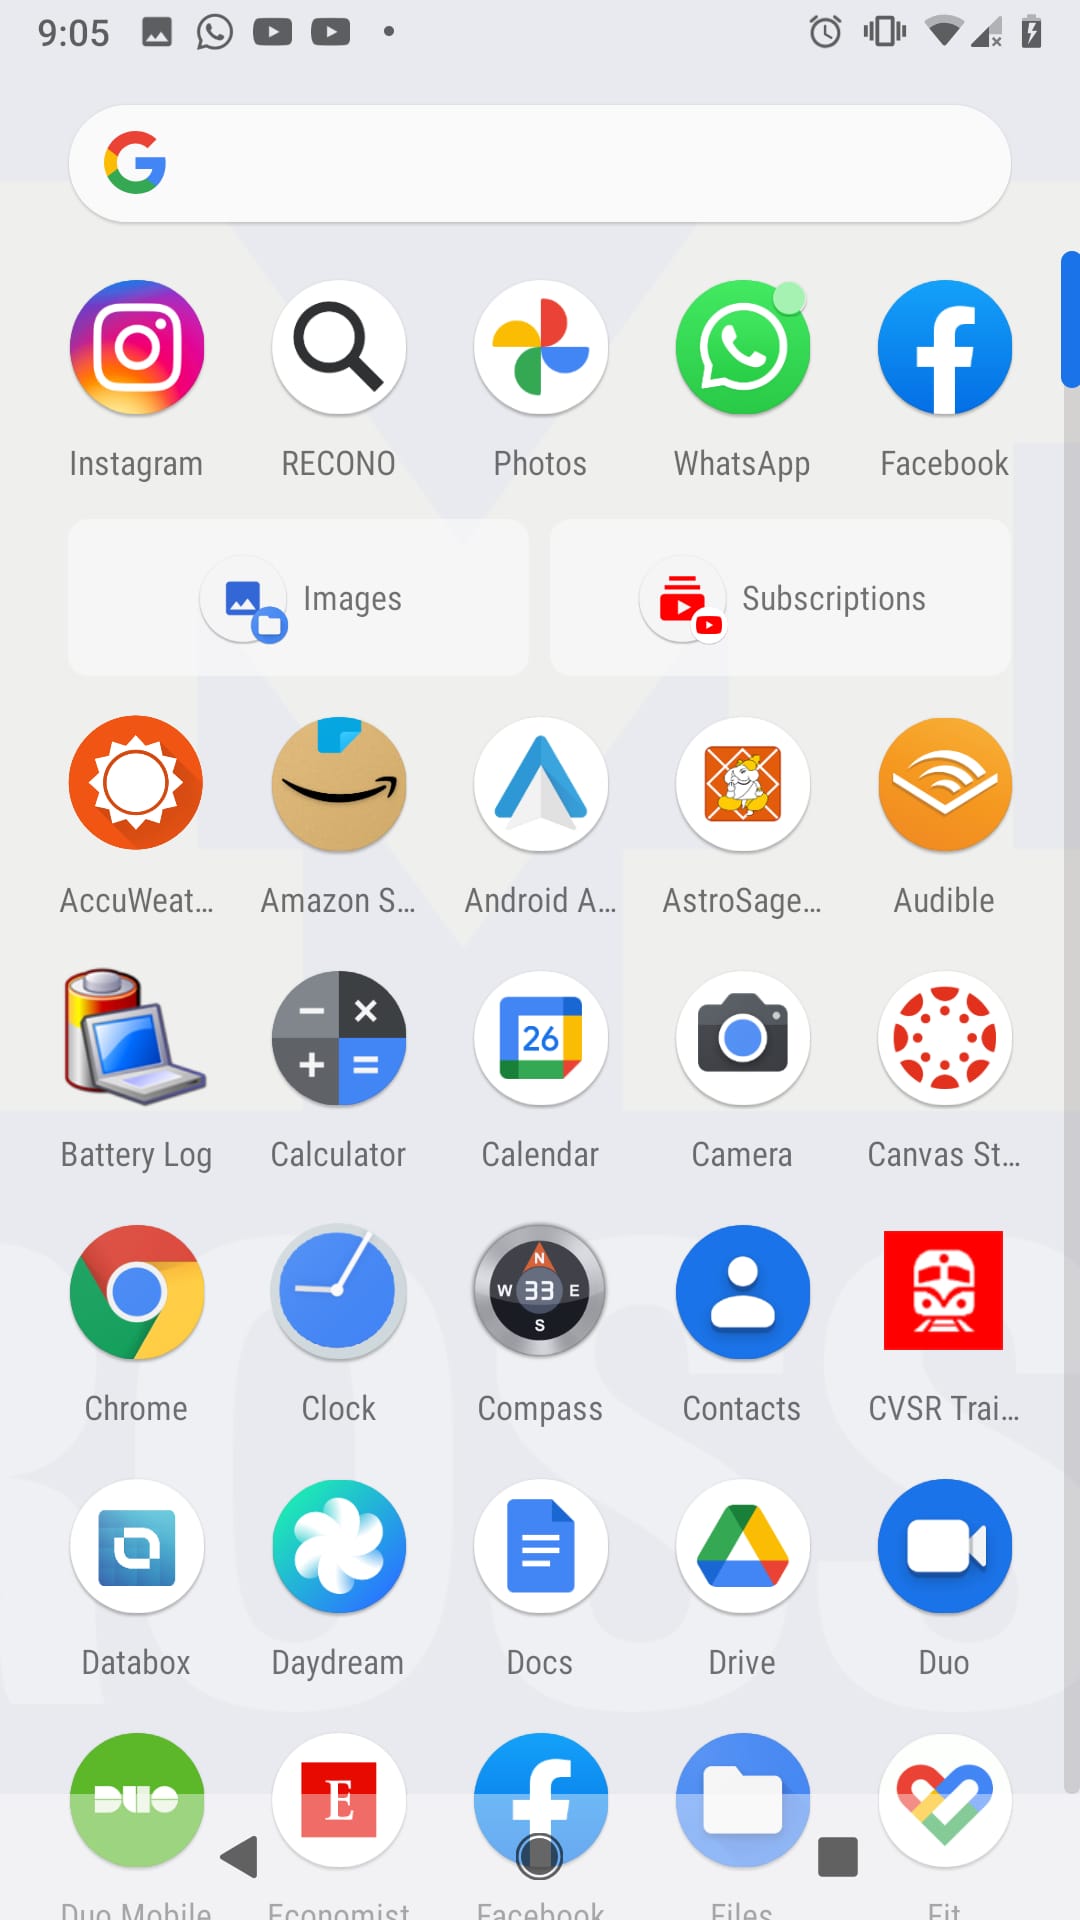 9:05
Instagram RECONO Photos WhatsApp Facebook
Images Subscriptions
AccuWeat... Amazon S... Android A... AstroSage... Audible
26
Battery Log Calculator Calendar Camera Canvas St...
N
W 33 E
S
Chrome Clock Compass Contacts CVSR Trai...
Databox Daydream Docs Drive Duo
DUO E
Duo Mobile Economist Facebook Files Fit